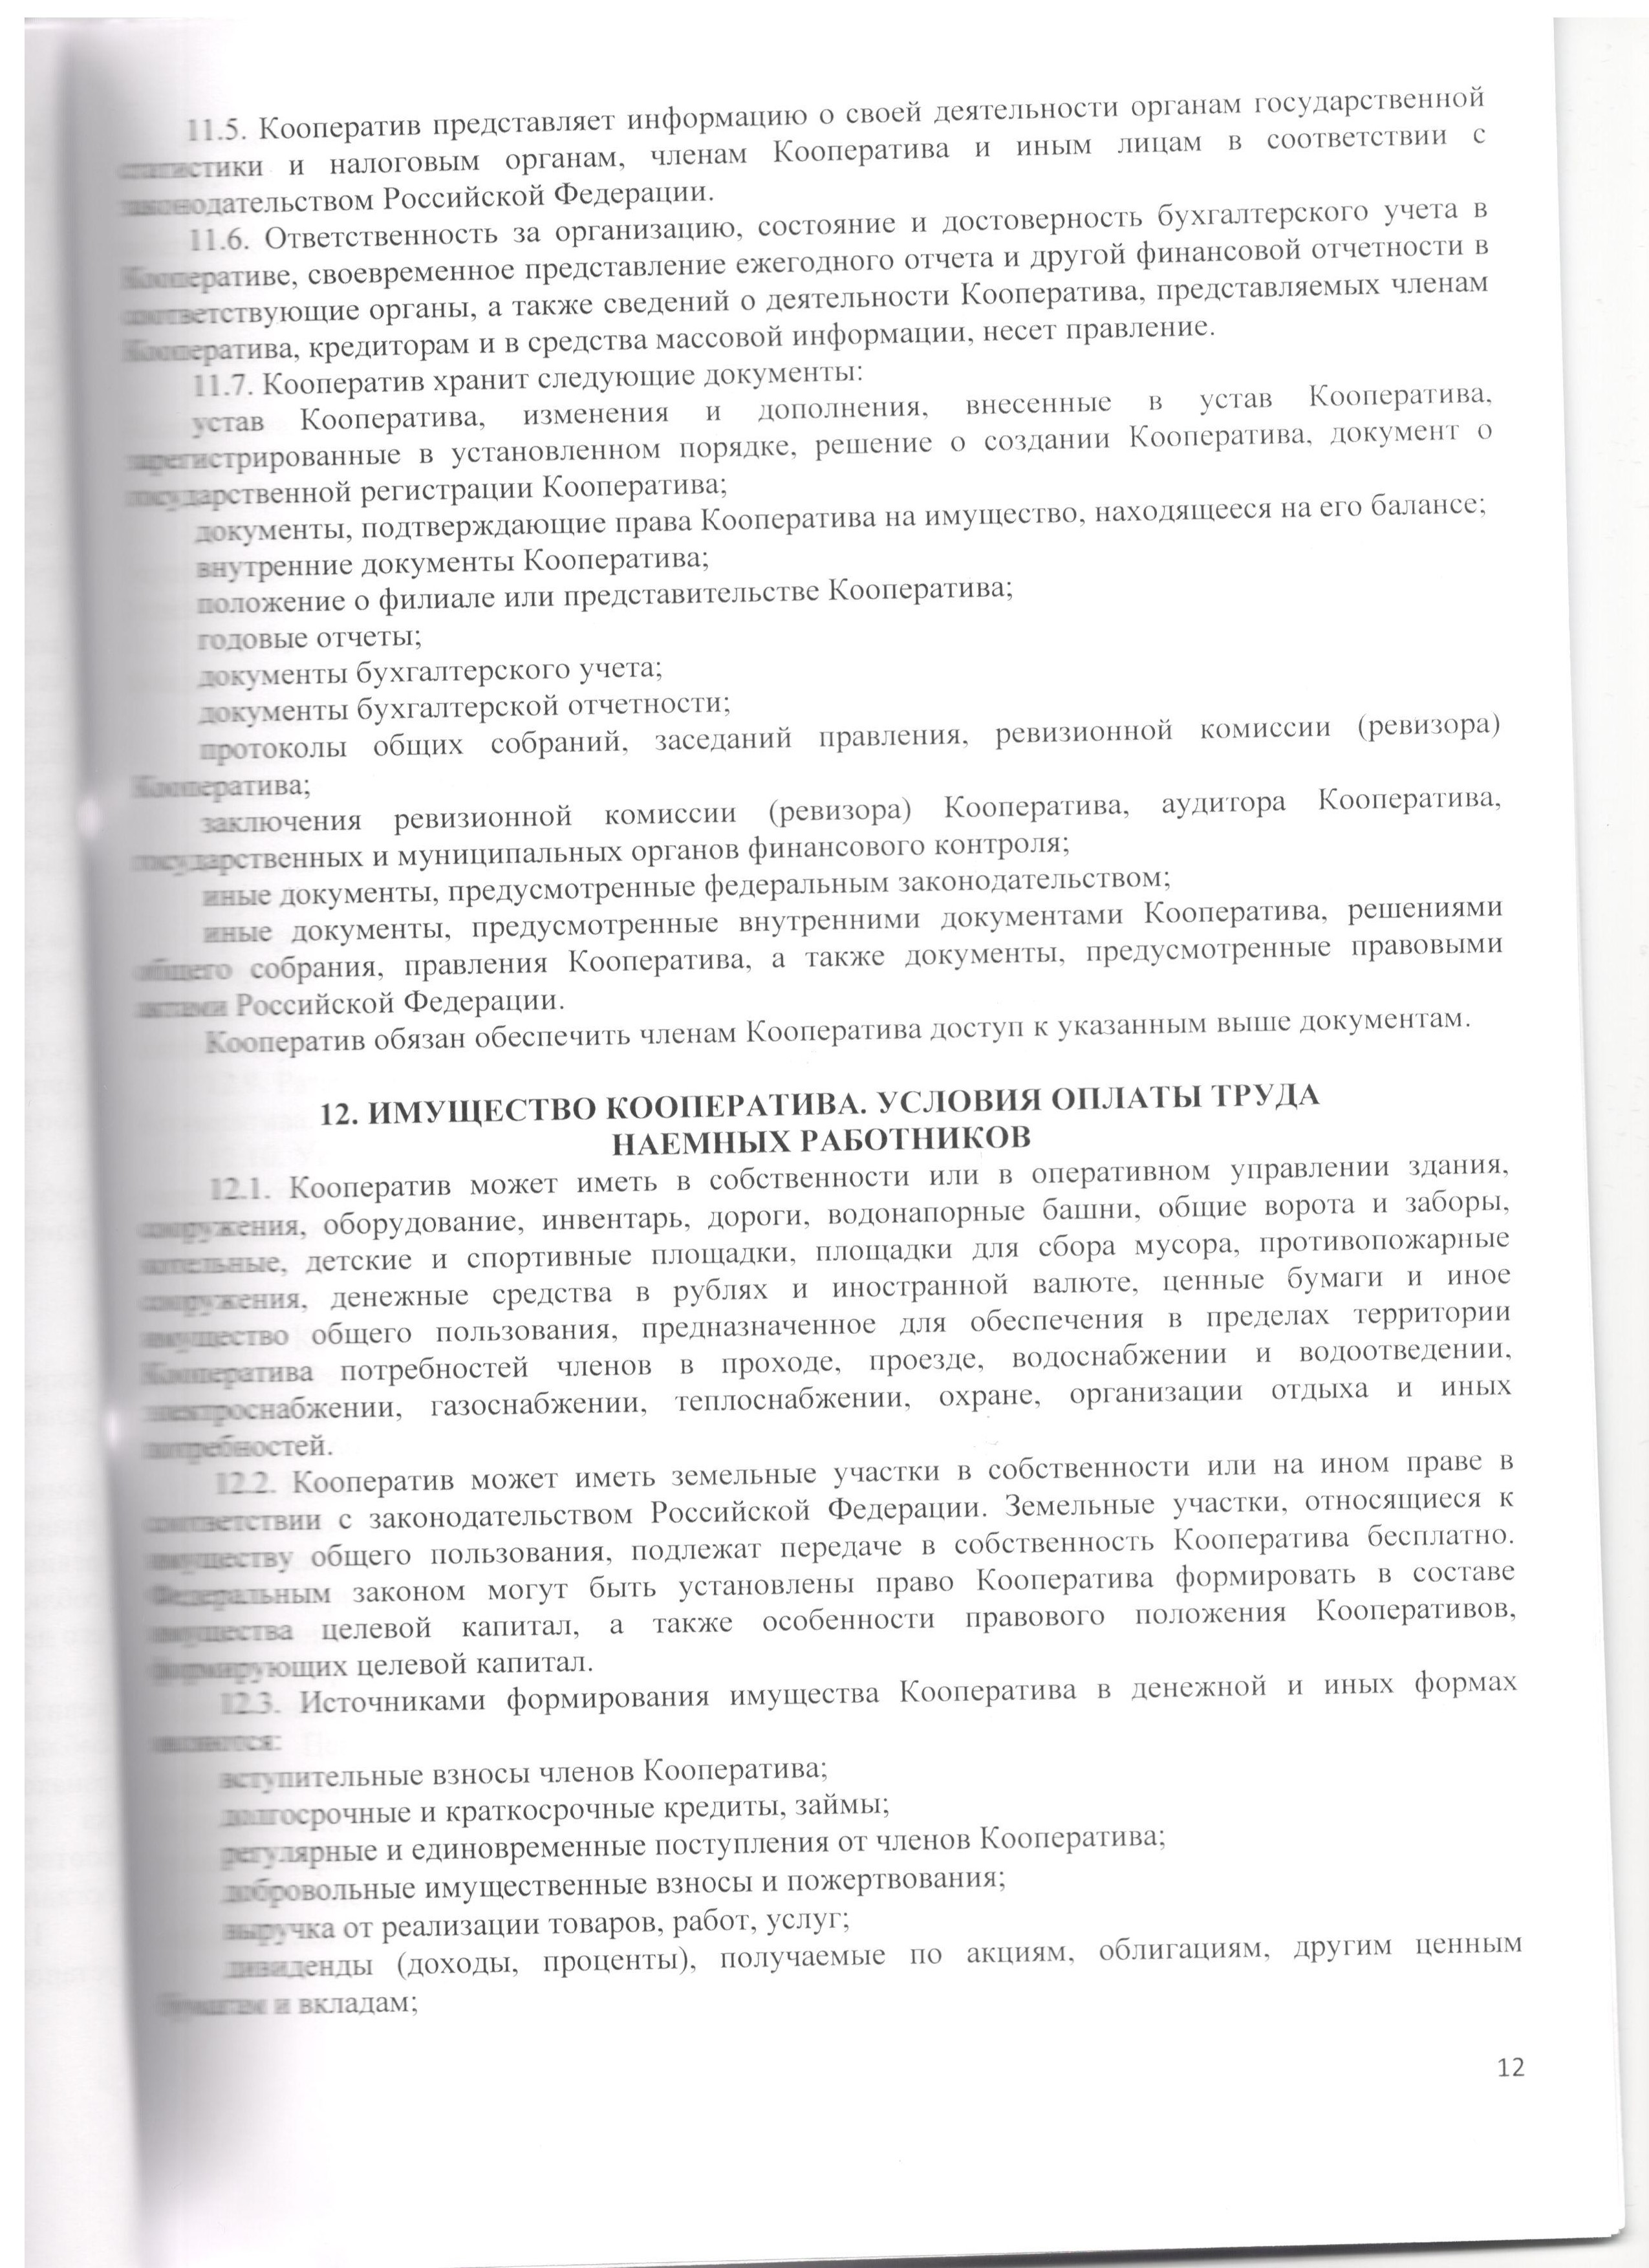 11.5. Кооператив представляет информацию о своей деятельности органам государственной
статистики и налоговым органам, членам Кооператива и иным лицам в соответствии с
законодательством Российской Федерации.
11.6. Ответственность за организацию, состояние и достоверность бухгалтерского учета в
Кооперативе, своевременное представление ежегодного отчета и другой финансовой отчетности в
соответствующие органы, а также сведений о деятельности Кооператива, представляемых членам
Кооператива, кредиторам и в средства массовой информации, несет правление.
11.7. Кооператив хранит следующие документы:
устав Кооператива, изменения и дополнения, внесенные в устав Кооператива,
зарегистрированные в установленном порядке, решение о создании Кооператива, документ о
государственной регистрации Кооператива;
документы, подтверждающие права Кооператива на имущество, находящееся на его балансе;
внутренние документы Кооператива;
положение о филиале или представительстве Кооператива;
годовые отчеты;
документы бухгалтерского учета;
документы бухгалтерской отчетности;
протоколы общих собраний, заседаний правления, ревизионной комиссии (ревизора)
Кооператива;
заключения ревизионной комиссии (ревизора) Кооператива, аудитора Кооператива,
государственных и муниципальных органов финансового контроля;
иные документы, предусмотренные федеральным законодательством;
иные документы, предусмотренные внутренними документами Кооператива, решениями
общего собрания, правления Кооператива, а также документы, предусмотренные правовыми
актами Российской Федерации.
Кооператив обязан обеспечить членам Кооператива доступ к указанным выше документам.
12. ИМУЩЕСТВО КООПЕРАТИВА. УСЛОВИЯ ОПЛАТЫ ТРУДА
НАЕМНЫХ РАБОТНИКОВ
12.1. Кооператив может иметь в собственности или в оперативном управлении здания,
сооружения, оборудование, инвентарь, дороги, водонапорные башни, общие ворота и заборы,
котельные, детские и спортивные площадки, площадки для сбора мусора, противопожарные
сооружения, денежные средства в рублях и иностранной валюте, ценные бумаги и иное
имущество общего пользования, предназначенное для обеспечения в пределах территории
Кооператива потребностей членов в проходе, проезде, водоснабжении и водоотведении,
электроснабжении, газоснабжении, теплоснабжении, охране, организации отдыха и иных
потребностей.
12.2. Кооператив может иметь земельные участки в собственности или на ином праве в
соответствии с законодательством Российской Федерации. Земельные участки, относящиеся к
имуществу общего пользования, подлежат передаче в собственность Кооператива бесплатно.
Федеральным законом могут быть установлены право Кооператива формировать в составе
имущества целевой капитал, а также особенности правового положения Кооперативов,
формирующих целевой капитал.
12.3. Источниками формирования имущества Кооператива в денежной и иных формах
являются:
вступительные взносы членов Кооператива;
долгосрочные и краткосрочные кредиты, займы;
регулярные и единовременные поступления от членов Кооператива;
добровольные имущественные взносы и пожертвования;
выручка от реализации товаров, работ, услуг;
дивиденды (доходы, проценты), получаемые по акциям, облигациям, другим ценным
бумагам и вкладам;
12